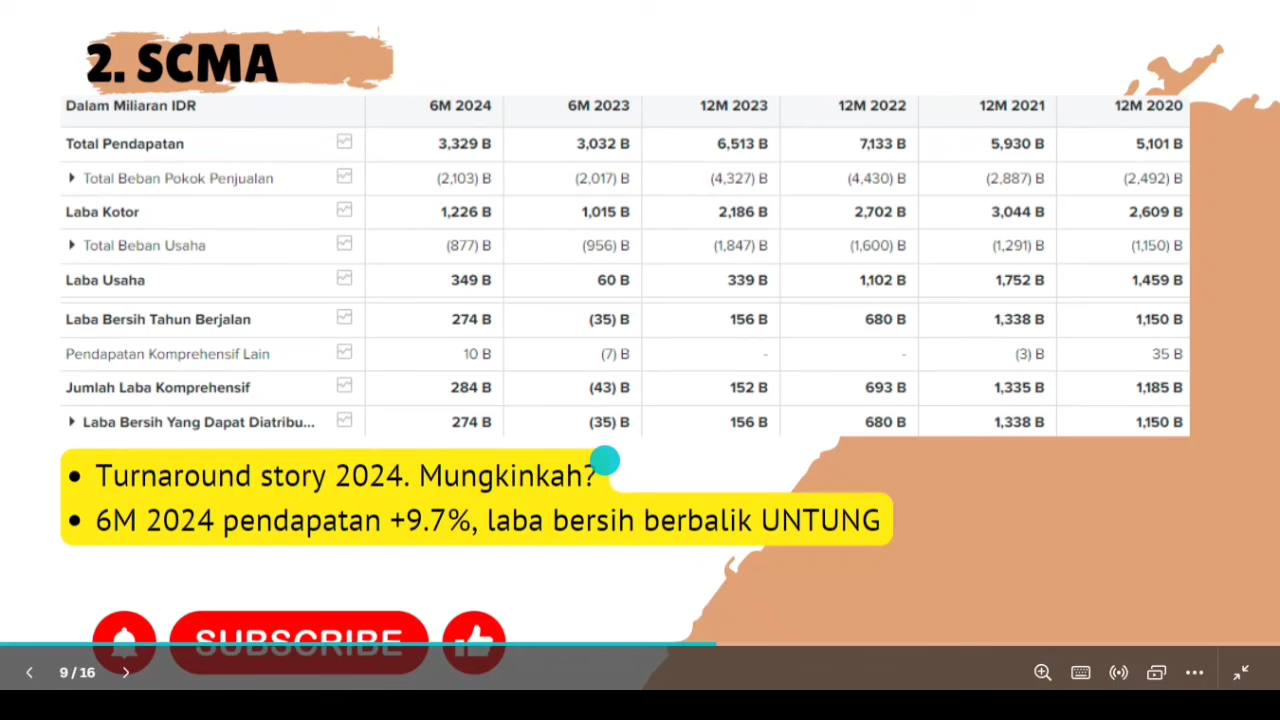 2. SCMA
Dalam Miliaran IDR 6M 2024 6M 2023 12M 2023 12M 2022 12M 2021 12M 2020
Total Pendapatan 3,329 B 3,032 B 6,513 B 7,133 B 5,930 B 5,101 B
Total Beban Pokok Penjualan (2,103) B (2,017) B (4,327) B (4,430) B (2,887) B (2,492) B
Laba Kotor 1,226 B 1,015 B 2,186 B 2,702 B 3,044 B 2,609 B
Total Beban Usaha (877) B (956) B (1,847) B (1,600) B (1,291) B (1,150) B
Laba Usaha 349 B 60 B 339 B 1,102 B 1,752 B 1,459 B
Laba Bersih Tahun Berjalan 274 B (35) B 156 B 680 B 1,338 B 1,150 B
Pendapatan Komprehensif Lain 10 B (7) B - - (3) B 35 B
Jumlah Laba Komprehensif 284 B (43) B 152 B 693 B 1,335 B 1,185 B
Laba Bersih Yang Dapat Diatribu... 274 B (35) B 156 B 680 B 1,338 B 1,150 B
• Turnaround story 2024. Mungkinkah?
• 6M 2024 pendapatan +9.7%, laba bersih berbalik UNTUNG
SUBSCRIBE
9 / 16